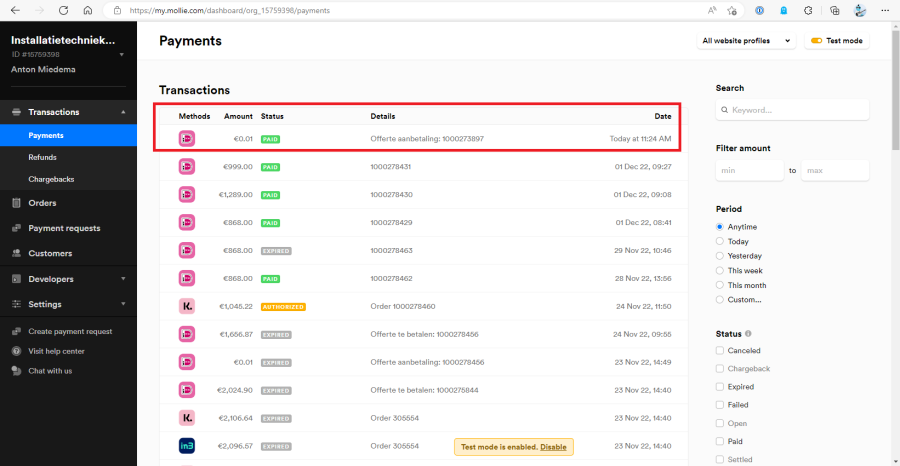 https://my.mollie.com/dashboard/org_15759398/payments
Installatietechniek...
ID #15759398
Anton Miedema
Transactions
Payments
Refunds
Chargebacks
Orders
Payment requests
Customers
Developers
Settings
Create payment request
Visit help center
Chat with us
Payments
All website profiles
Test mode
Transactions
Methods Amount Status Details Date
€0.01 PAID Offerte aanbetaling: 1000273897 Today at 11:24 AM
€999.00 PAID 1000278431 01 Dec 22, 09:27
€1,289.00 PAID 1000278430 01 Dec 22, 09:08
€868.00 PAID 1000278429 01 Dec 22, 08:41
€868.00 EXPIRED 1000278463 29 Nov 22, 10:46
€868.00 PAID 1000278462 28 Nov 22, 13:56
K. €1,045.22 AUTHORIZED Order 1000278460 24 Nov 22, 11:50
€1,656.87 EXPIRED Offerte te betalen: 1000278456 24 Nov 22, 09:55
€0.01 EXPIRED Offerte aanbetaling: 1000278456 23 Nov 22, 14:49
€2,024.90 EXPIRED Offerte te betalen: 1000275844 23 Nov 22, 14:40
K. €2,106.64 EXPIRED Order 305554 23 Nov 22, 14:40
in3 €2,096.57 EXPIRED Order 305554 23 Nov 22, 14:40
Test mode is enabled. Disable
Search
Keyword...
Filter amount
min to max
Period
Anytime
Today
Yesterday
This week
This month
Custom...
Status
Canceled
Chargeback
Expired
Failed
Open
Paid
Settled